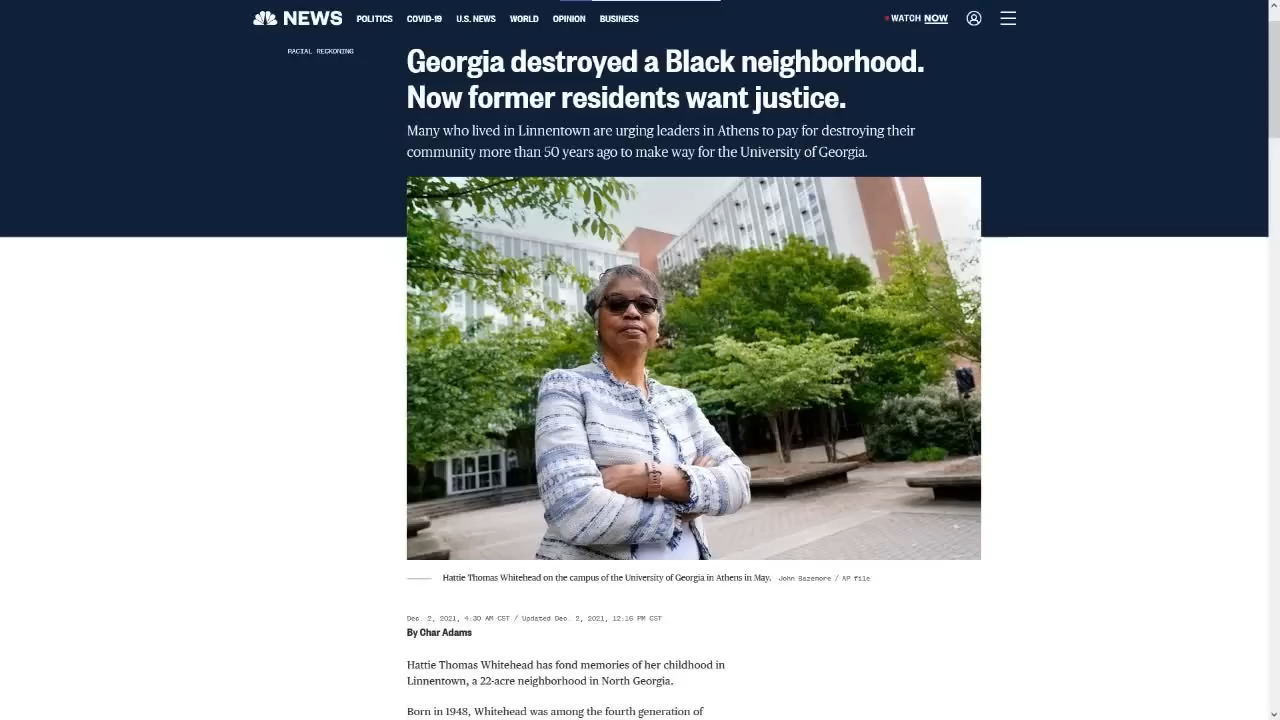 NEWS POLITICS COVID-19 U.S. NEWS WORLD OPINION BUSINESS WATCH NOW
RACIAL RECKONING
Georgia destroyed a Black neighborhood.
Now former residents want justice.
Many who lived in Linnentown are urging leaders in Athens to pay for destroying their
community more than 50 years ago to make way for the University of Georgia.
Hattie Thomas Whitehead on the campus of the University of Georgia in Athens in May. John Bazemore / AP file
Dec. 2, 2021, 4:30 AM CST / Updated Dec. 2, 2021, 12:16 PM CST
By Char Adams
Hattie Thomas Whitehead has fond memories of her childhood in
Linnentown, a 22-acre neighborhood in North Georgia.
Born in 1948, Whitehead was among the fourth generation of